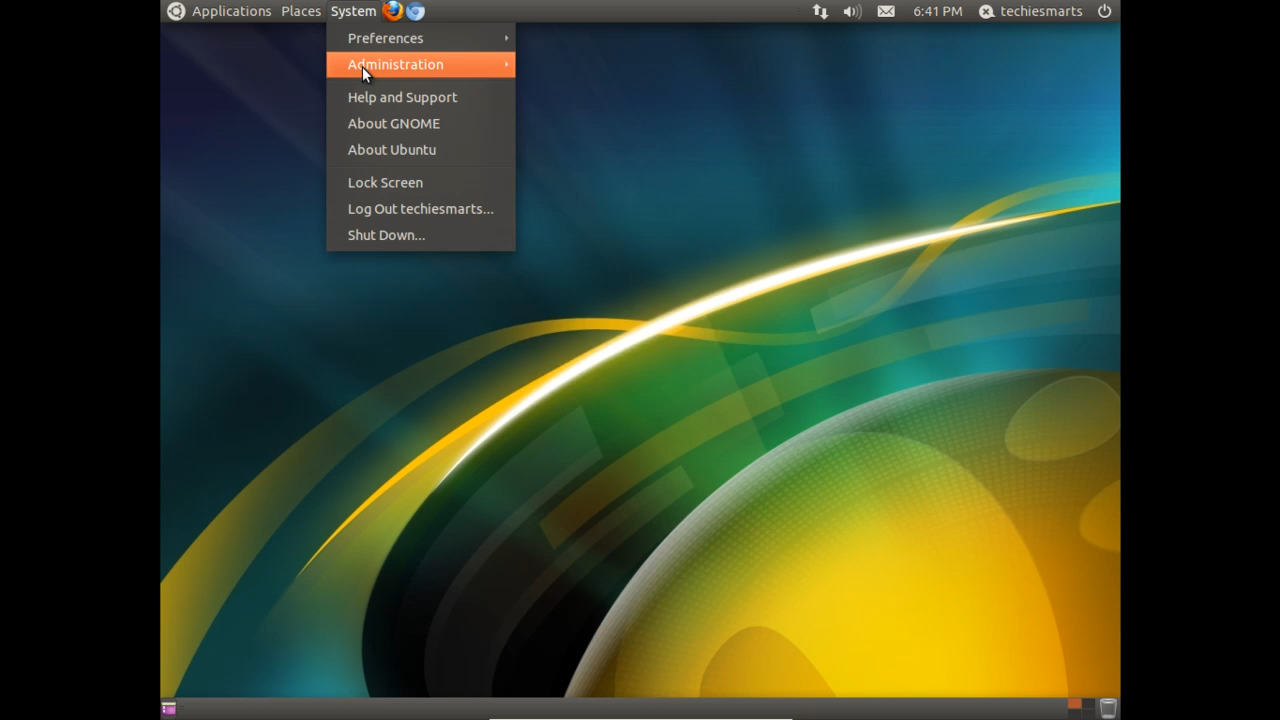 Applications Places System 6:41 PM techiesmarts
Preferences
Administration
Help and Support
About GNOME
About Ubuntu
Lock Screen
Log Out techiesmarts...
Shut Down...